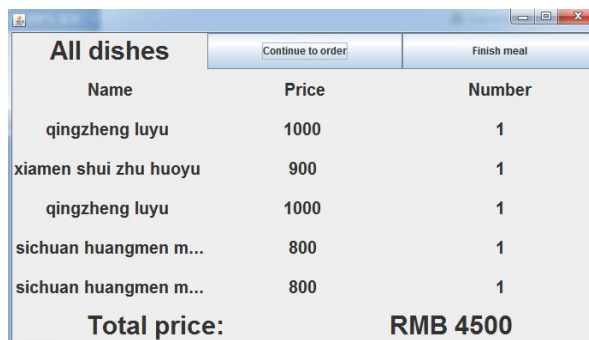 All dishes Continue to order Finish meal
Name Price Number
qingzheng luyu 1000 1
xiamen shui zhu huoyu 900 1
qingzheng luyu 1000 1
sichuan huangmen m... 800 1
sichuan huangmen m... 800 1
Total price: RMB 4500